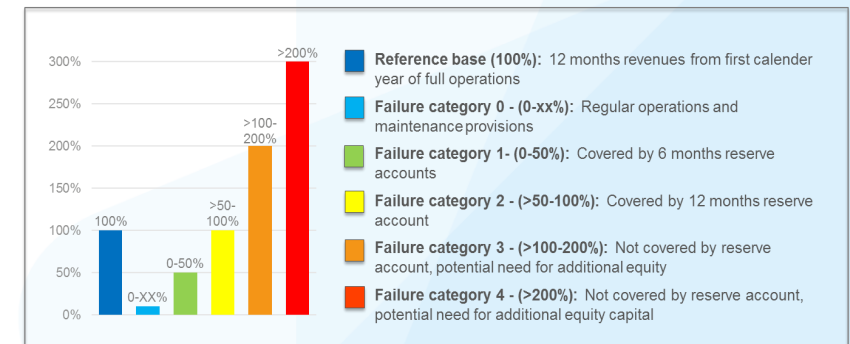 300%
250%
200%
150%
100%
50%
0%
100%
0-XX%
0-50%
>50-
100%
>100-
200%
>200%
Reference base (100%): 12 months revenues from first calender
year of full operations
Failure category 0 - (0-xx%): Regular operations and
maintenance provisions
Failure category 1- (0-50%): Covered by 6 months reserve
accounts
Failure category 2 - (>50-100%): Covered by 12 months reserve
account
Failure category 3 - (>100-200%): Not covered by reserve
account, potential need for additional equity
Failure category 4 - (>200%): Not covered by reserve account,
potential need for additional equity capital